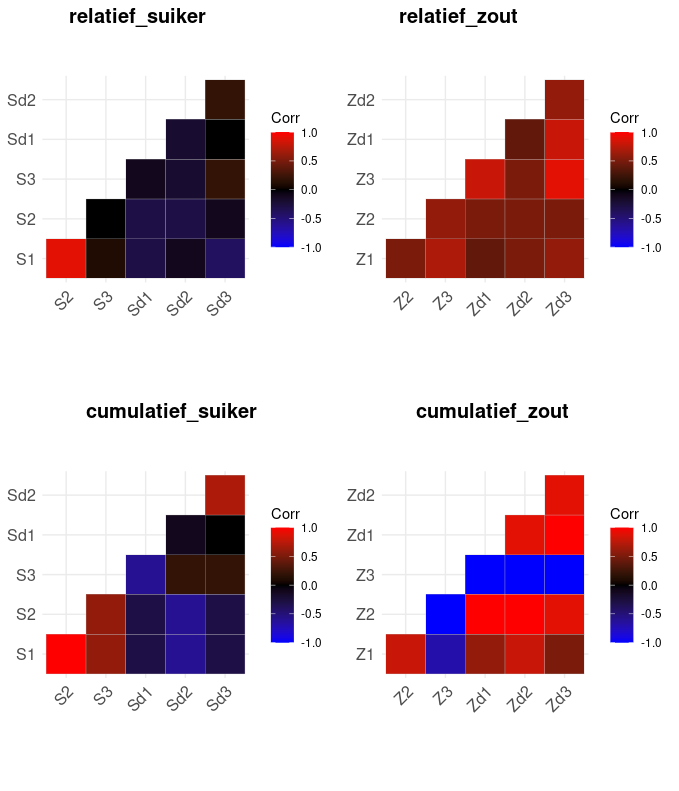 relatief_suiker
Sd2
Sd1
S3
S2
S1
S2 S3 Sd1 Sd2 Sd3
Corr
1.0
0.5
0.0
-0.5
-1.0
relatief_zout
Zd2
Zd1
Z3
Z2
Z1
Z2 Z3 Zd1 Zd2 Zd3
Corr
1.0
0.5
0.0
-0.5
-1.0
cumulatief_suiker
Sd2
Sd1
S3
S2
S1
S2 S3 Sd1 Sd2 Sd3
Corr
1.0
0.5
0.0
-0.5
-1.0
cumulatief_zout
Zd2
Zd1
Z3
Z2
Z1
Z2 Z3 Zd1 Zd2 Zd3
Corr
1.0
0.5
0.0
-0.5
-1.0